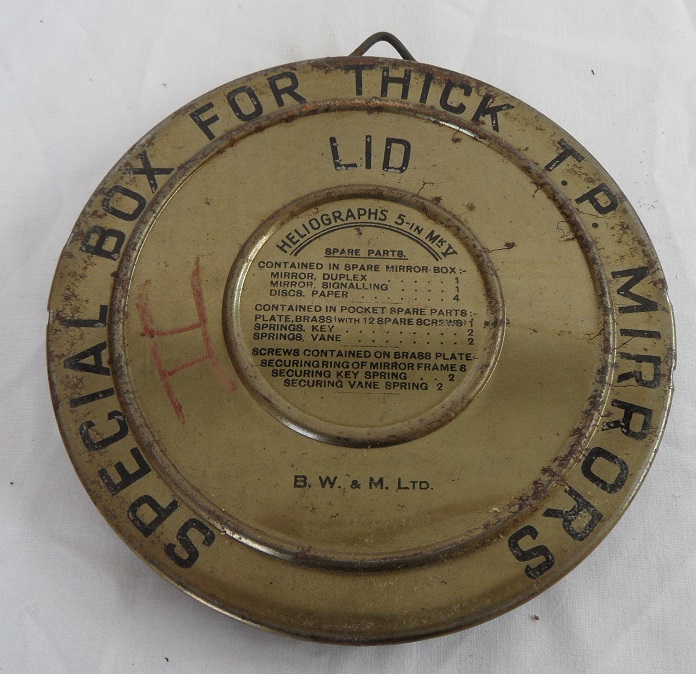 SPECIAL BOX FOR THICK T.P. MIRRORS
LID
HELIOGRAPHS 5-IN MK V
SPARE PARTS.
CONTAINED IN SPARE MIRROR BOX:-
MIRROR, DUPLEX . . . . . . 1
MIRROR, SIGNALLING . . . . 1
DISCS, PAPER . . . . . . 4
CONTAINED IN POCKET SPARE PARTS:-
PLATE, BRASS (WITH 12 SPARE SCREWS) 1
SPRINGS, KEY . . . . . . 2
SPRINGS, VANE . . . . . . 2
SCREWS CONTAINED ON BRASS PLATE:-
SECURING RING OF MIRROR FRAME 8
SECURING KEY SPRING . . 2
SECURING VANE SPRING 2
II
B. W. & M. LTD.